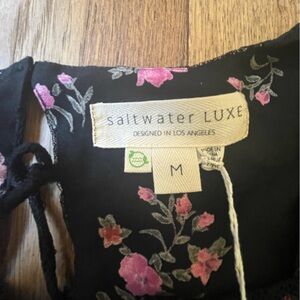 saltwater LUXE
DESIGNED IN LOS ANGELES
M